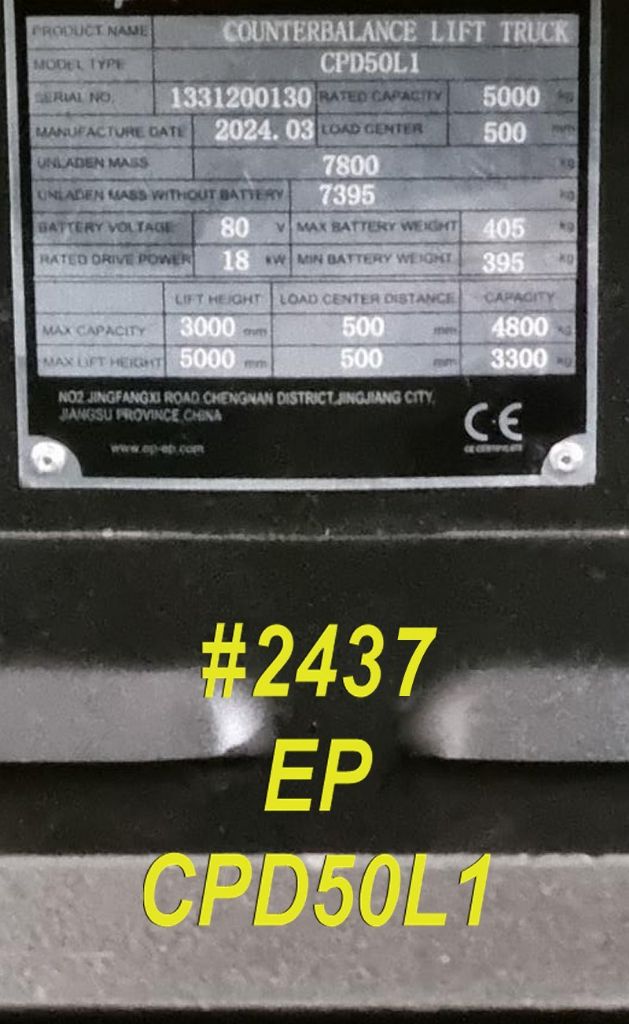 PRODUCT NAME COUNTERBALANCE LIFT TRUCK
MODEL TYPE CPD50L1
SERIAL NO. 1331200130 RATED CAPACITY 5000 kg
MANUFACTURE DATE 2024.03 LOAD CENTER 500 mm
UNLADEN MASS 7800 kg
UNLADEN MASS WITHOUT BATTERY 7395 kg
BATTERY VOLTAGE 80 V MAX BATTERY WEIGHT 405 kg
RATED DRIVE POWER 18 kW MIN BATTERY WEIGHT 395 kg
LIFT HEIGHT LOAD CENTER DISTANCE CAPACITY
MAX CAPACITY 3000 mm 500 mm 4800 kg
MAX LIFT HEIGHT 5000 mm 500 mm 3300 kg
NO2 JINGFANGXI ROAD.CHENGNAN DISTRICT,JINGJIANG CITY,
JIANGSU PROVINCE,CHINA
CE
www.ep-ep.com
CE CERTIFICATE
#2437
EP
CPD50L1